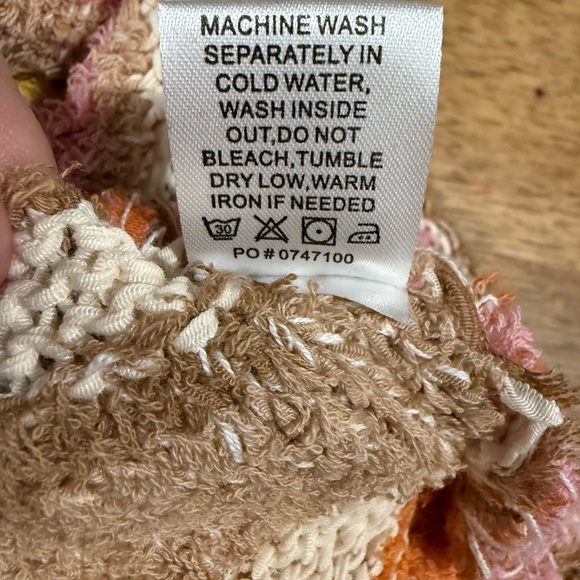 MACHINE WASH
SEPARATELY IN
COLD WATER,
WASH INSIDE
OUT,DO NOT
BLEACH,TUMBLE
DRY LOW,WARM
IRON IF NEEDED
30
PO # 0747100